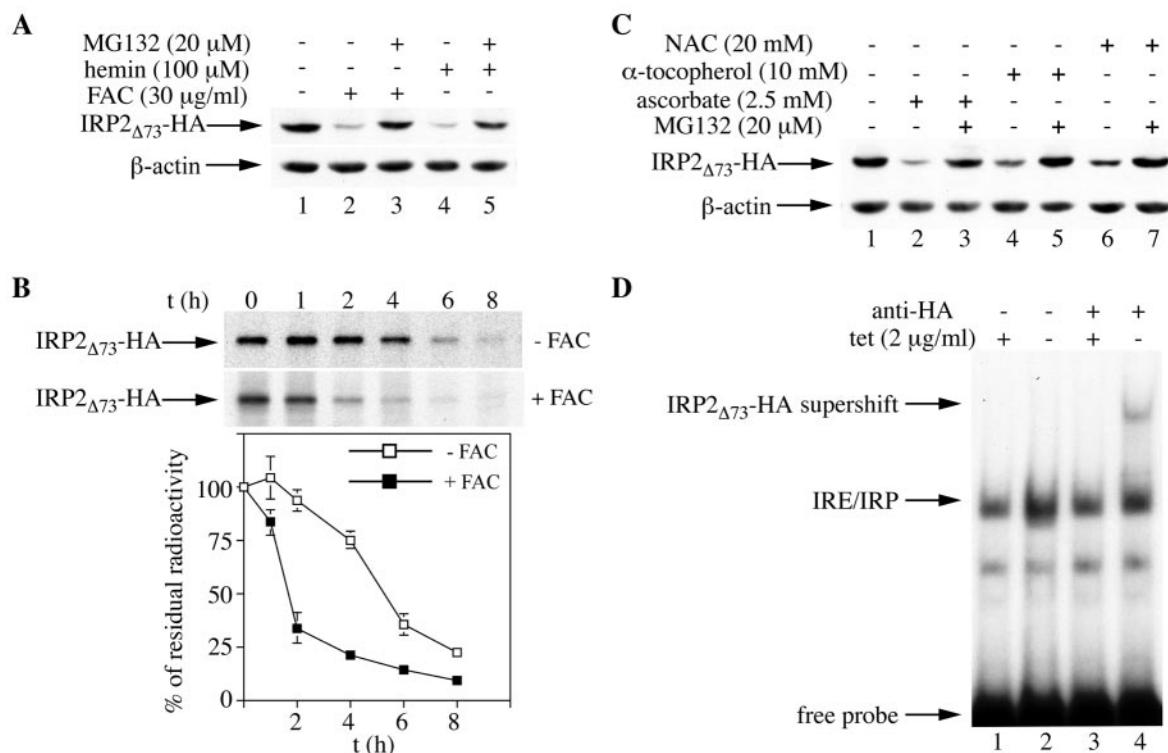 A
MG132 (20 μM) - - + - +
hemin (100 μM) - - - + +
FAC (30 μg/ml) - + + - -
IRP2Δ73-HA
β-actin
1 2 3 4 5
B
t (h) 0 1 2 4 6 8
IRP2Δ73-HA - FAC
IRP2Δ73-HA + FAC
- FAC
+ FAC
% of residual radioactivity
100
75
50
25
0
2 4 6 8
t (h)
C
NAC (20 mM) - - - - - + +
α-tocopherol (10 mM) - - - + + - -
ascorbate (2.5 mM) - + + - - - -
MG132 (20 μM) - - + - + - +
IRP2Δ73-HA
β-actin
1 2 3 4 5 6 7
D
anti-HA - - + +
tet (2 μg/ml) + - + -
IRP2Δ73-HA supershift
IRE/IRP
free probe
1 2 3 4